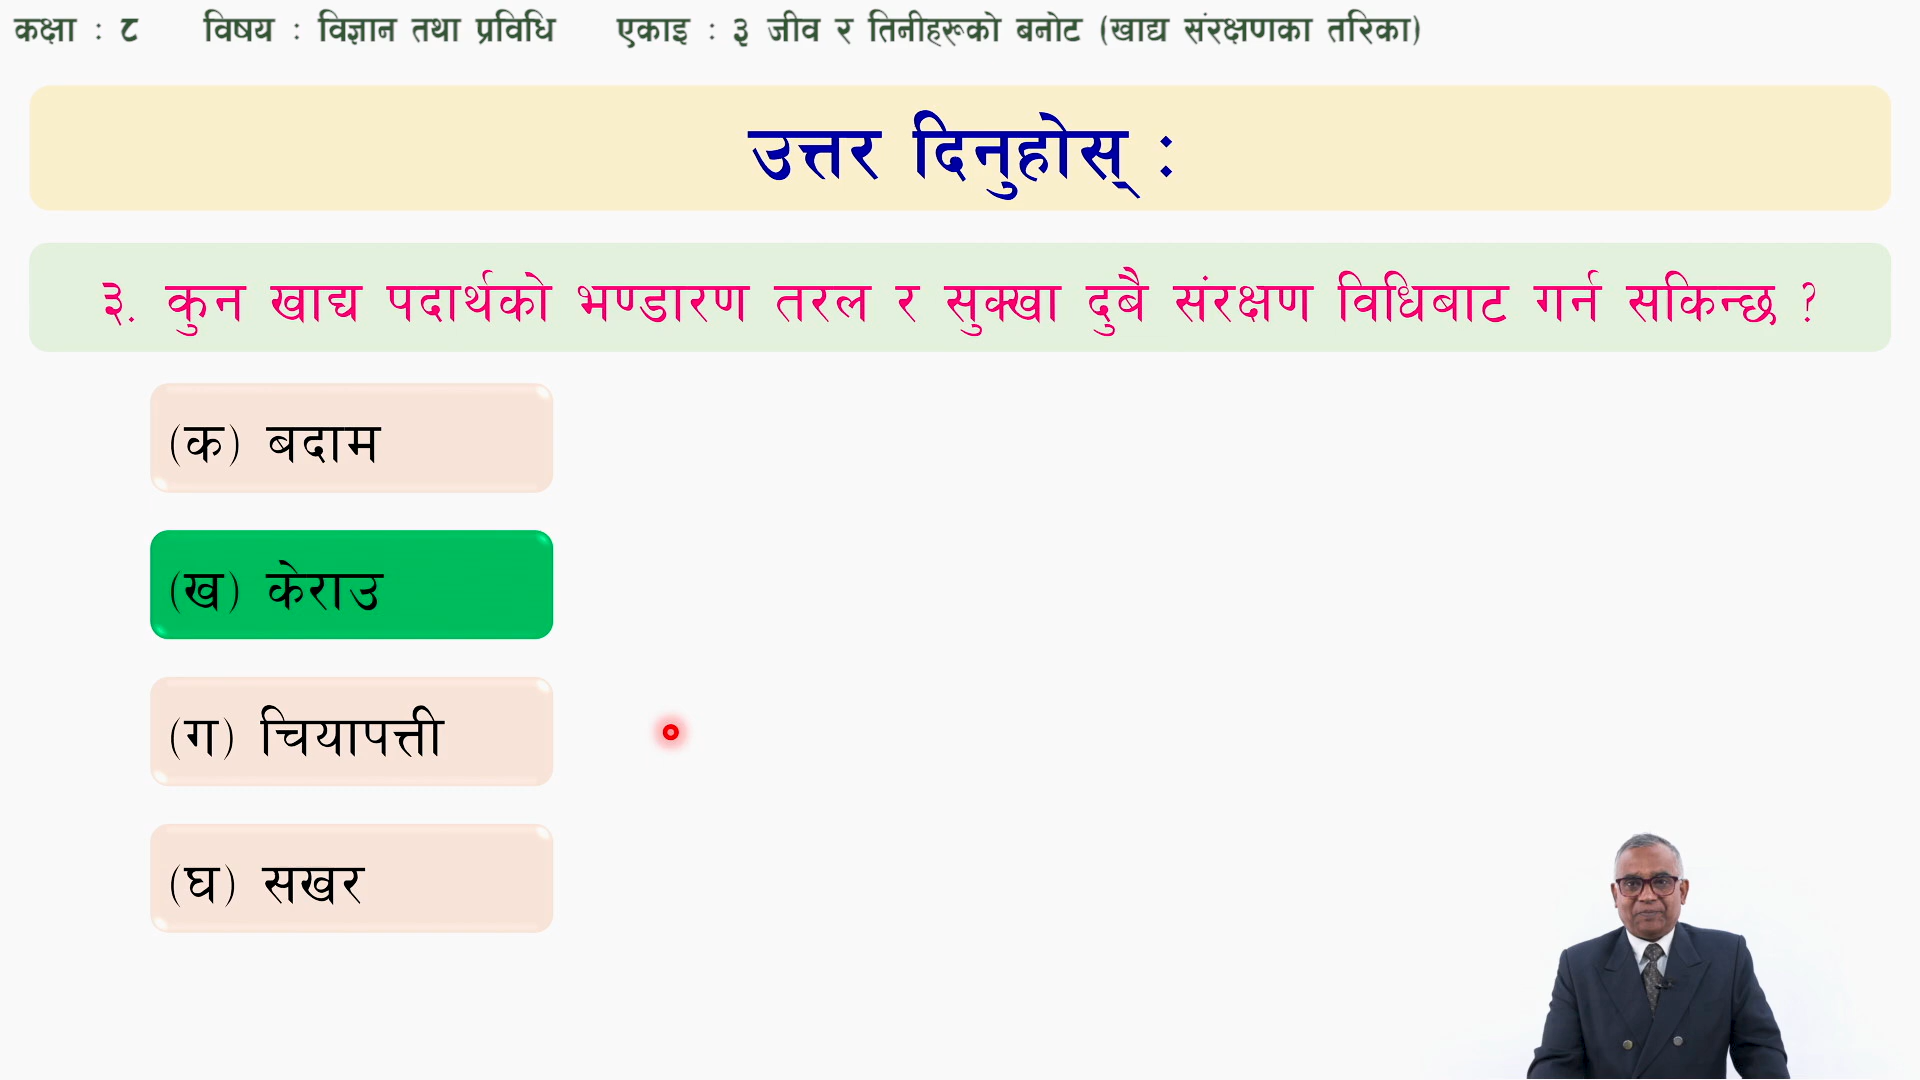 कक्षा : ८ विषय : विज्ञान तथा प्रविधि एकाइ : ३ जीव र तिनीहरूको बनोट (खाद्य संरक्षणका तरिका)
उत्तर दिनुहोस् :
३. कुन खाद्य पदार्थको भण्डारण तरल र सुक्खा दुबै संरक्षण विधिबाट गर्न सकिन्छ ?
(क) बदाम
(ख) केराउ
(ग) चियापत्ती
(घ) सखर